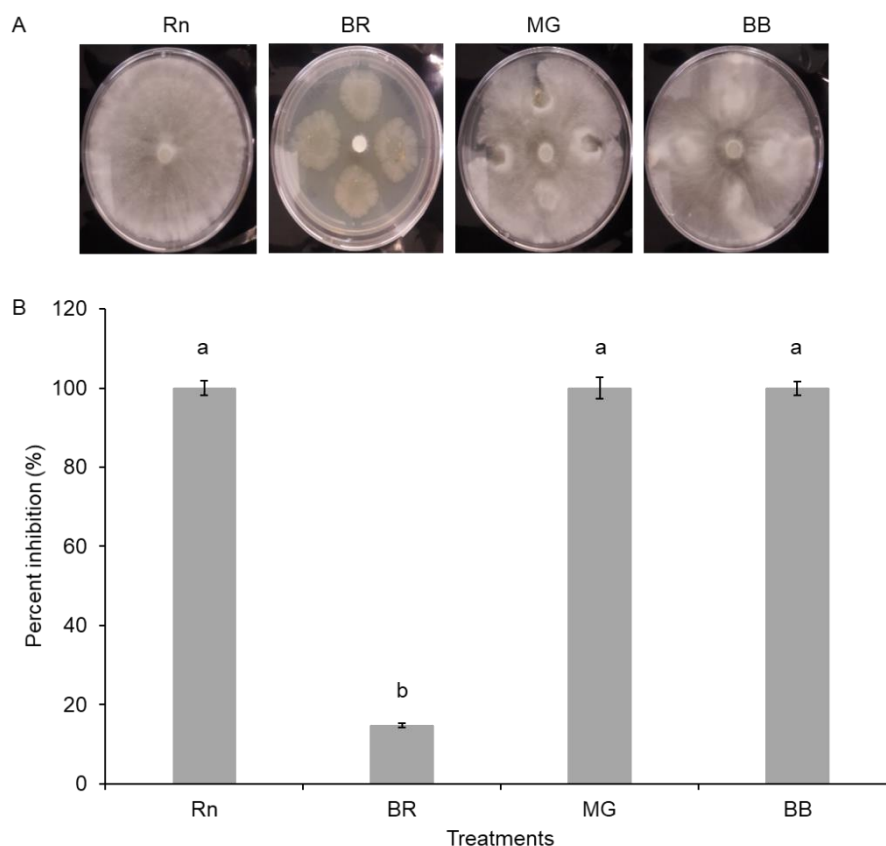 A
Rn BR MG BB
B
120
100
80
60
40
20
0
Percent inhibition (%)
a
b
a
a
Rn BR MG BB
Treatments